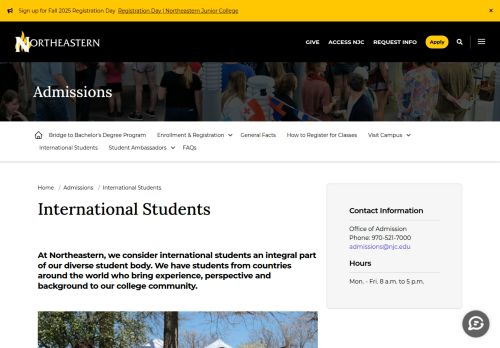 Sign up for Fall 2025 Registration Day  Registration Day | Northeastern Junior College
×
NORTHEASTERN
GIVE
ACCESS NJC
REQUEST INFO
Apply
Admissions
Bridge to Bachelor's Degree Program
Enrollment & Registration
General Facts
How to Register for Classes
Visit Campus
International Students
Student Ambassadors
FAQs
Home / Admissions / International Students
International Students
At Northeastern, we consider international students an integral part
of our diverse student body. We have students from countries
around the world who bring experience, perspective and
background to our college community.
Contact Information
Office of Admission
Phone: 970-521-7000
admissions@njc.edu
Hours
Mon. - Fri. 8 a.m. to 5 p.m.